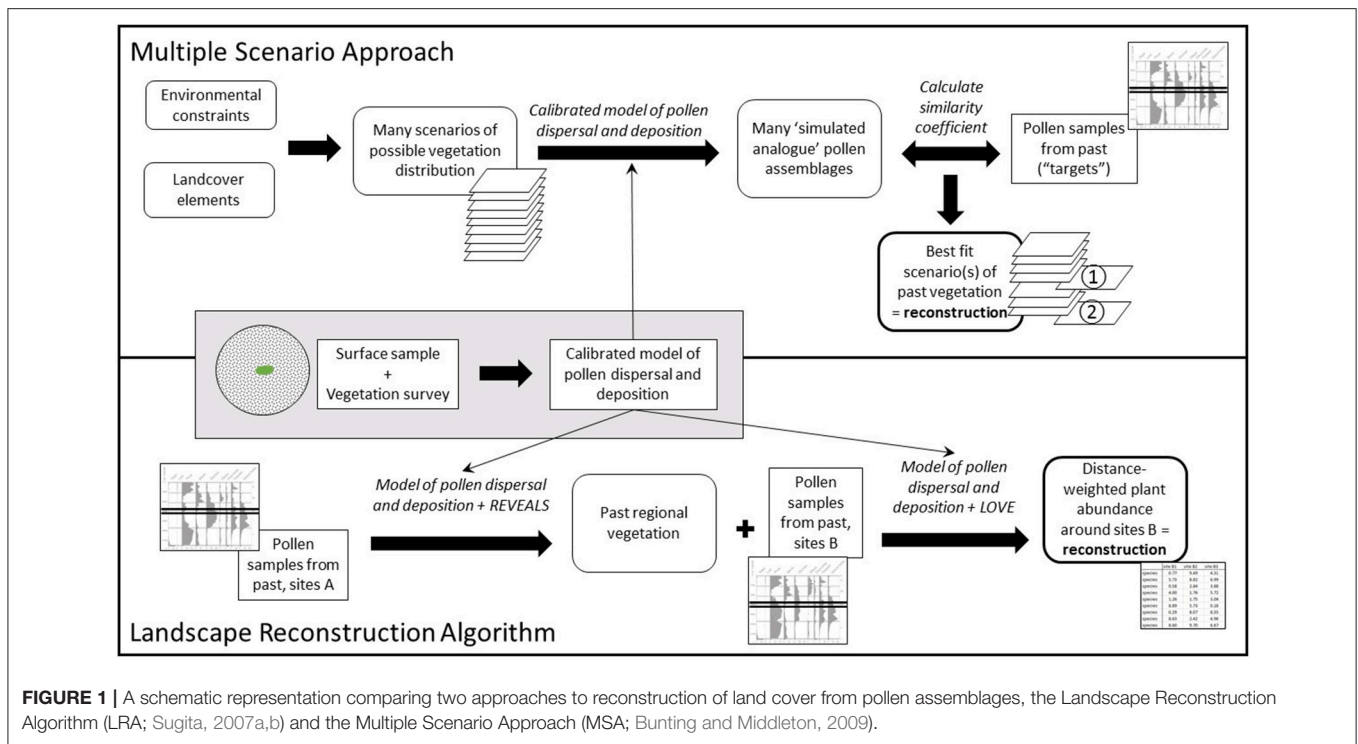 Multiple Scenario Approach
Environmental
constraints
Landcover
elements
Many scenarios of
possible vegetation
distribution
Calibrated model of pollen
dispersal and deposition
Many ‘simulated
analogue’ pollen
assemblages
Calculate
similarity
coefficient
Pollen samples
from past
(“targets”)
Best fit
scenario(s) of
past vegetation
= reconstruction
1
2
Surface sample
+
Vegetation survey
Calibrated model of
pollen dispersal and
deposition
Pollen
samples from
past, sites A
Model of pollen dispersal
and deposition + REVEALS
Past regional
vegetation
+
Pollen
samples
from past,
sites B
Model of pollen
dispersal and
deposition + LOVE
Distance-
weighted plant
abundance
around sites B =
reconstruction
Landscape Reconstruction Algorithm
FIGURE 1 | A schematic representation comparing two approaches to reconstruction of land cover from pollen assemblages, the Landscape Reconstruction
Algorithm (LRA; Sugita, 2007a,b) and the Multiple Scenario Approach (MSA; Bunting and Middleton, 2009).